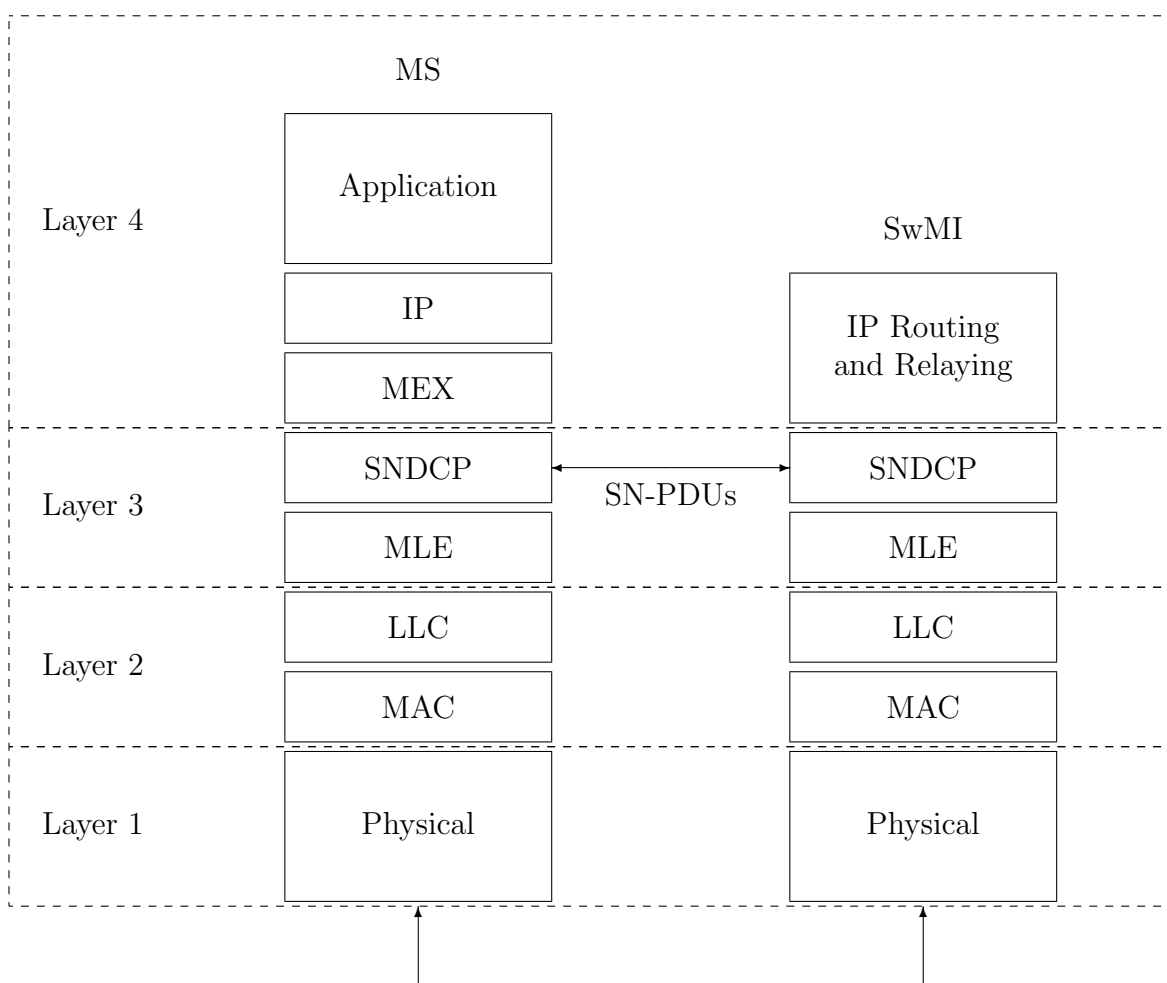 MS
Application
Layer 4
SwMI
IP
IP Routing
and Relaying
MEX
SNDCP
SNDCP
SN-PDUs
Layer 3
MLE
MLE
LLC
LLC
Layer 2
MAC
MAC
Layer 1
Physical
Physical